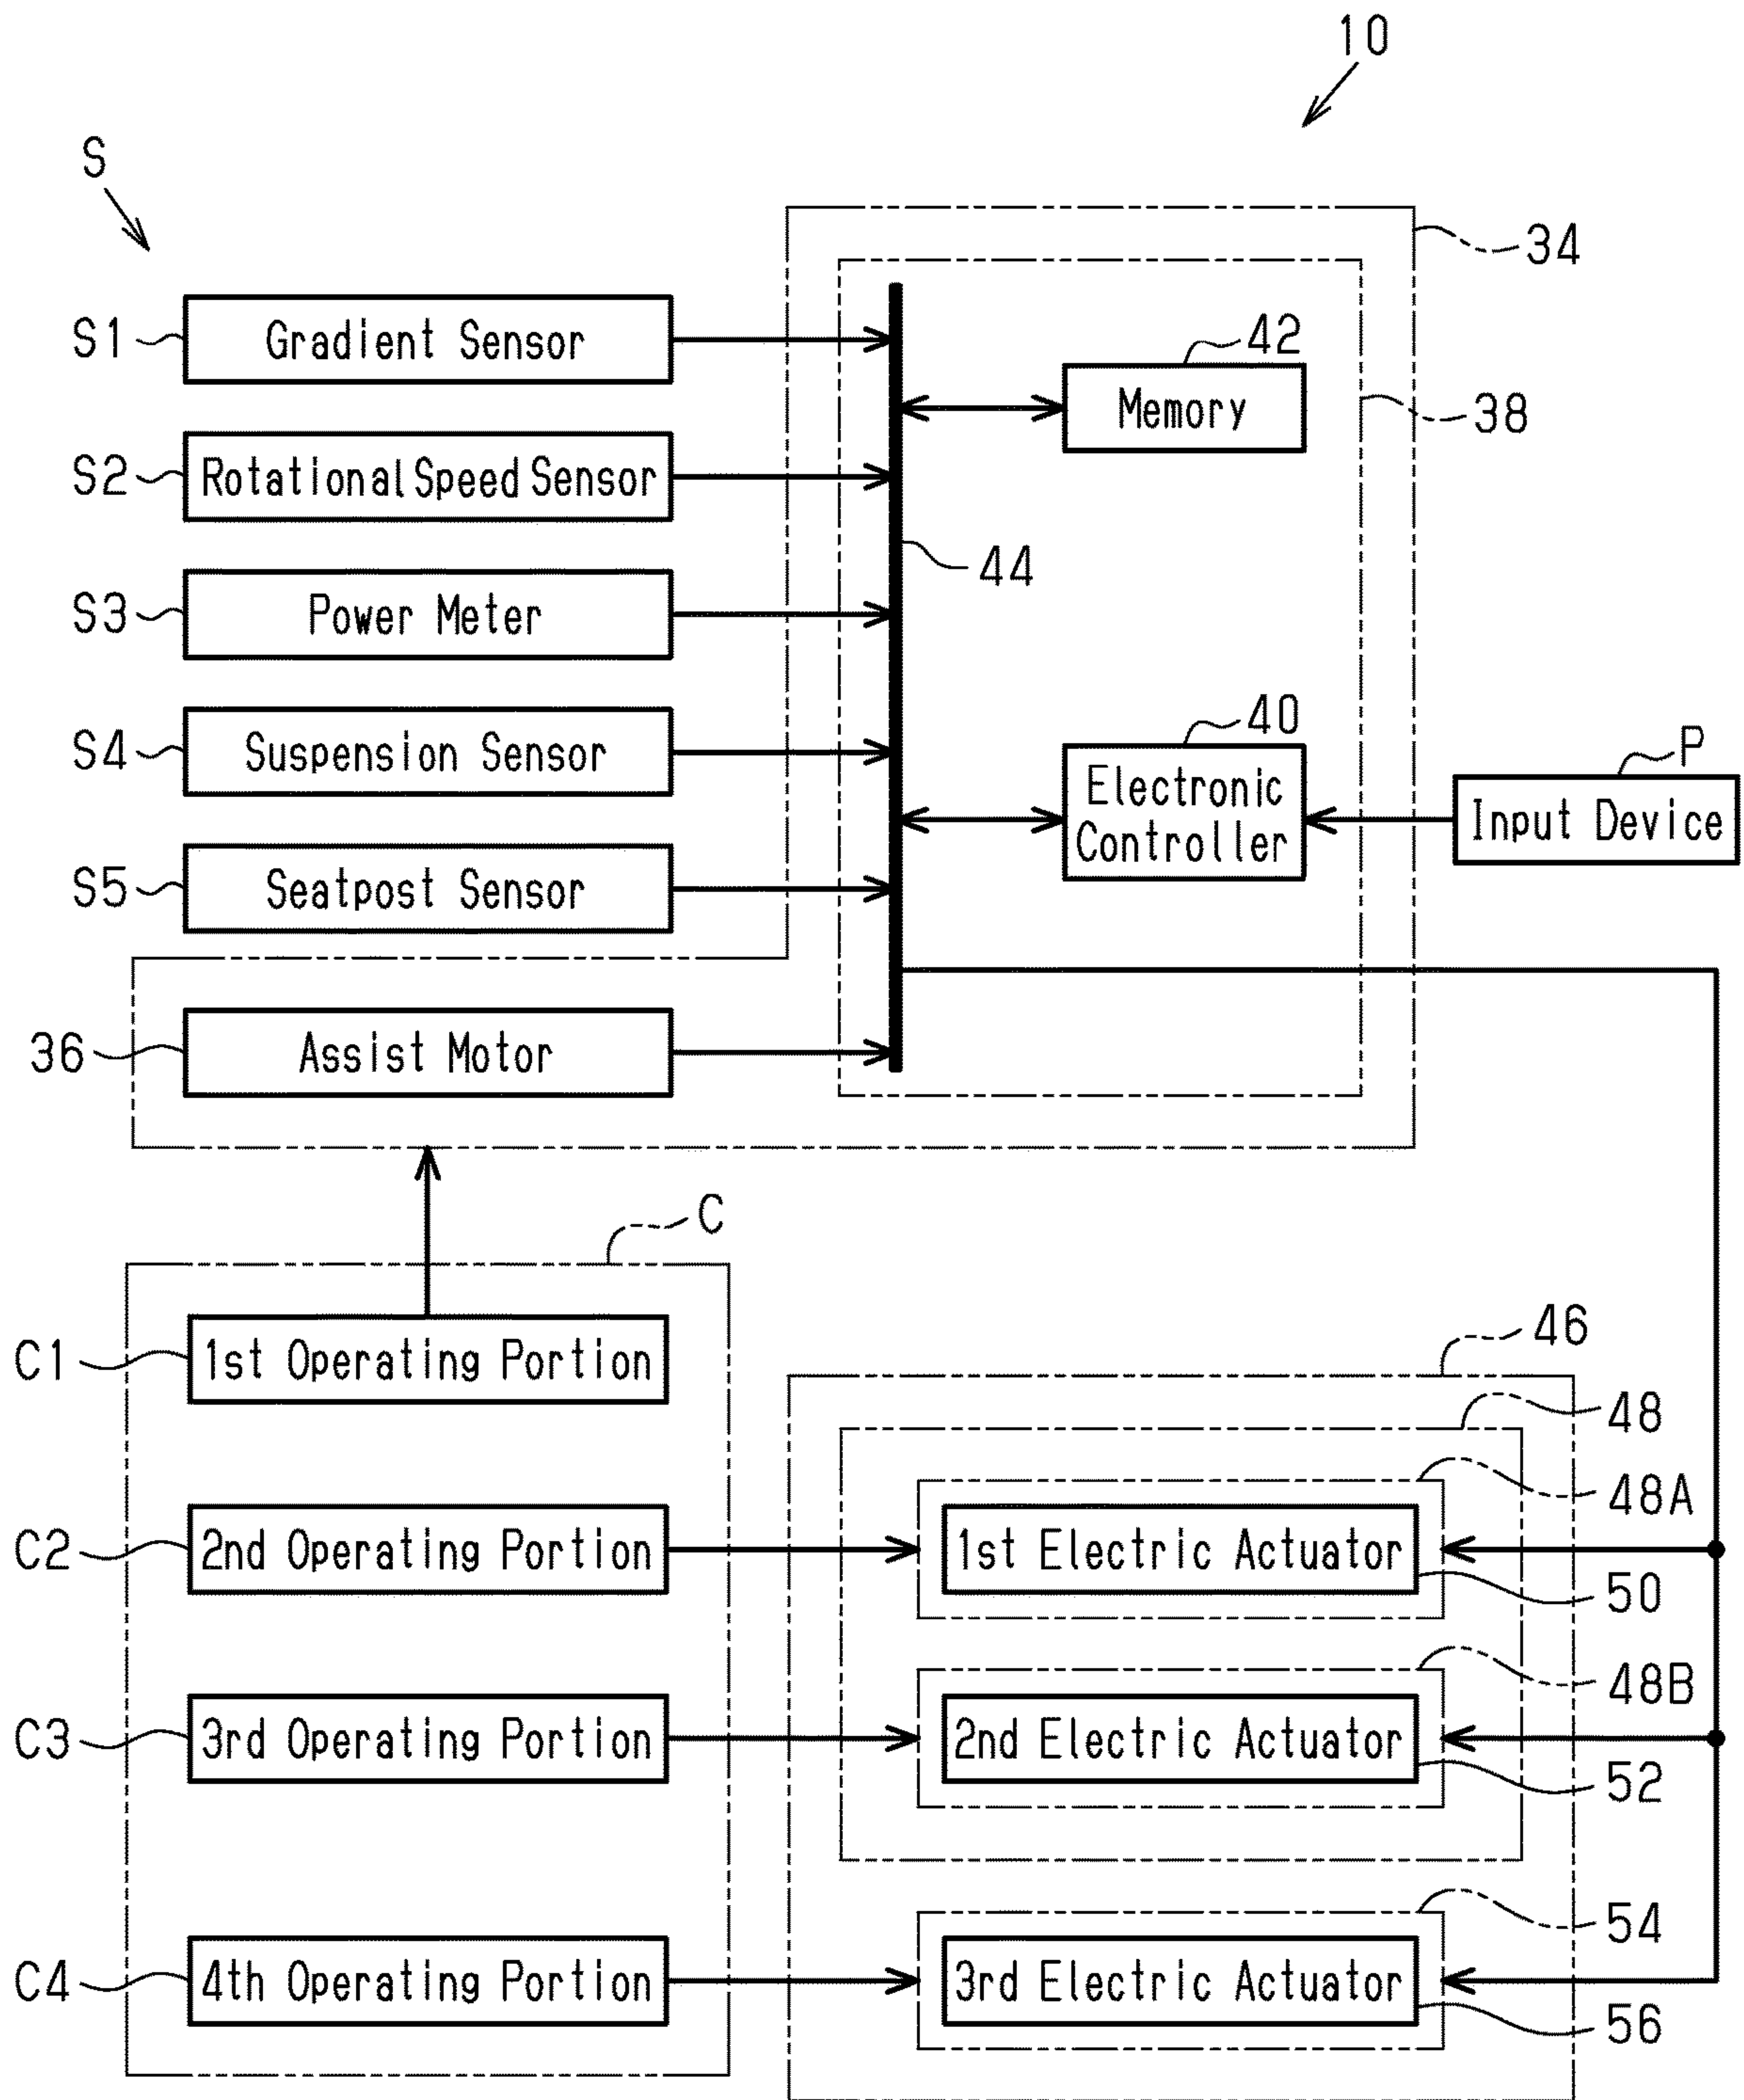 10
S
34
S1
Gradient Sensor
42
Memory
38
S2
Rotational Speed Sensor
44
S3
Power Meter
40
P
S4
Suspension Sensor
Electronic
Controller
Input Device
S5
Seatpost Sensor
36
Assist Motor
C
46
C1
1st Operating Portion
48
48A
C2
2nd Operating Portion
1st Electric Actuator
50
48B
C3
3rd Operating Portion
2nd Electric Actuator
52
54
C4
4th Operating Portion
3rd Electric Actuator
56